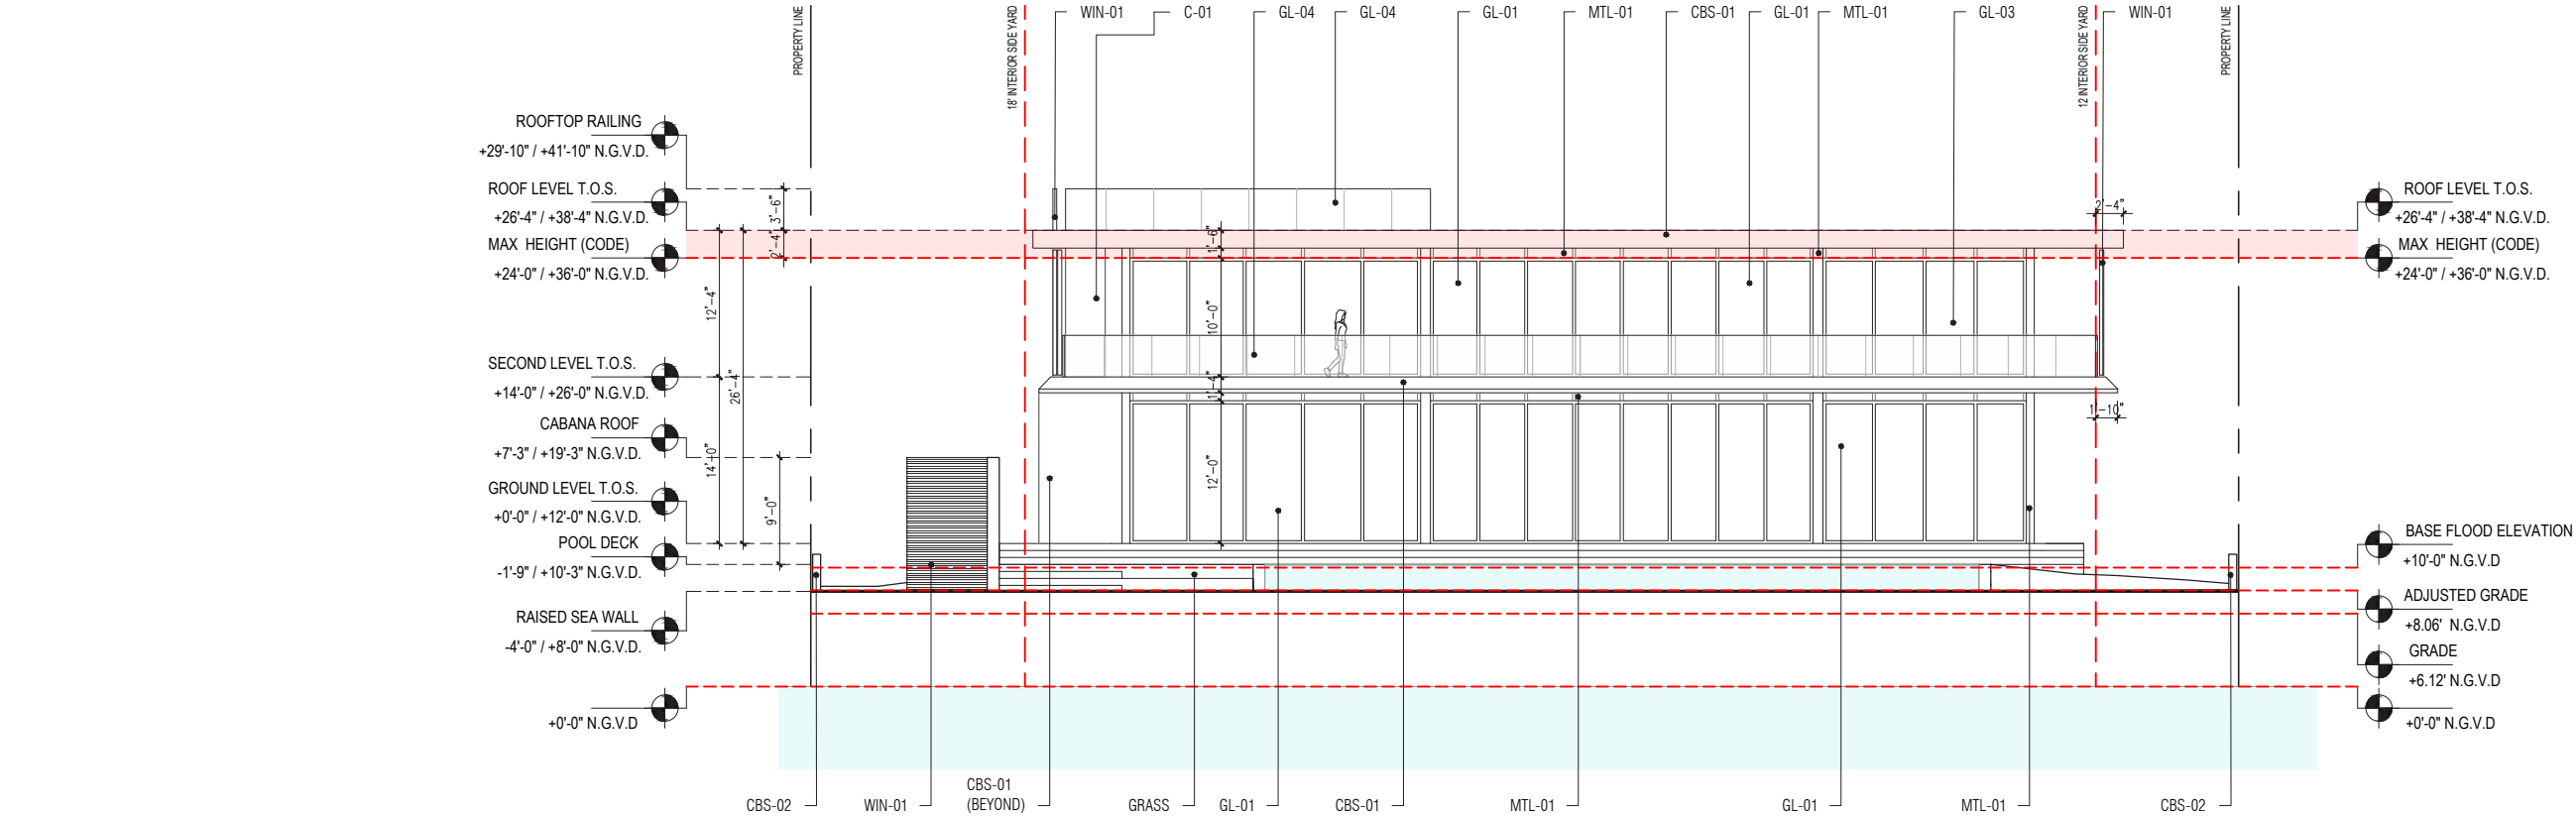 WIN-01
C-01
GL-04
GL-04
GL-01
MTL-01
CBS-01
GL-01
MTL-01
GL-03
WIN-01
PROPERTY LINE
18' INTERIOR SIDE YARD
12 INTERIOR SIDE YARD
PROPERTY LINE
ROOFTOP RAILING
+29'-10" / +41'-10" N.G.V.D.
ROOF LEVEL T.O.S.
+26'-4" / +38'-4" N.G.V.D.
MAX HEIGHT (CODE)
+24'-0" / +36'-0" N.G.V.D.
SECOND LEVEL T.O.S.
+14'-0" / +26'-0" N.G.V.D.
CABANA ROOF
+7'-3" / +19'-3" N.G.V.D.
GROUND LEVEL T.O.S.
+0'-0" / +12'-0" N.G.V.D.
POOL DECK
-1'-9" / +10'-3" N.G.V.D.
RAISED SEA WALL
-4'-0" / +8'-0" N.G.V.D.
+0'-0" N.G.V.D
3'-6"
2'-4"
12'-4"
26'-4"
14'-0"
9'-0"
1'-6"
10'-0"
1'-4"
12'-0"
2'-4"
1'-10"
ROOF LEVEL T.O.S.
+26'-4" / +38'-4" N.G.V.D.
MAX HEIGHT (CODE)
+24'-0" / +36'-0" N.G.V.D.
BASE FLOOD ELEVATION
+10'-0" N.G.V.D
ADJUSTED GRADE
+8.06' N.G.V.D
GRADE
+6.12' N.G.V.D
+0'-0" N.G.V.D
CBS-02
WIN-01
CBS-01
(BEYOND)
GRASS
GL-01
CBS-01
MTL-01
GL-01
MTL-01
CBS-02